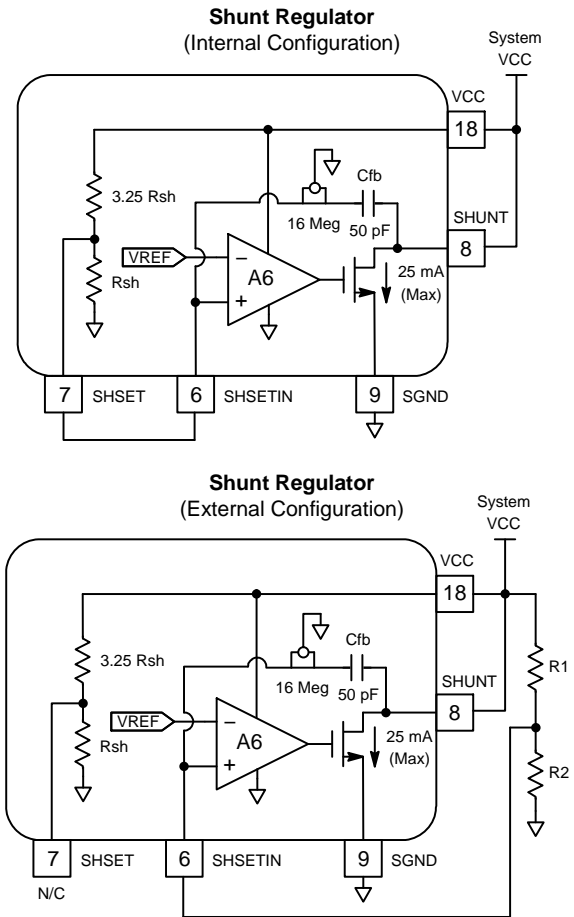 Shunt Regulator
(Internal Configuration)
System
VCC
VCC
18
3.25 Rsh
Cfb
16 Meg
50 pF
SHUNT
8
VREF
A6
25 mA
(Max)
Rsh
7
SHSET
6
SHSETIN
9
SGND
Shunt Regulator
(External Configuration)
System
VCC
VCC
18
3.25 Rsh
Cfb
R1
16 Meg
50 pF
SHUNT
8
VREF
A6
25 mA
(Max)
Rsh
R2
7
SHSET
6
SHSETIN
9
SGND
N/C